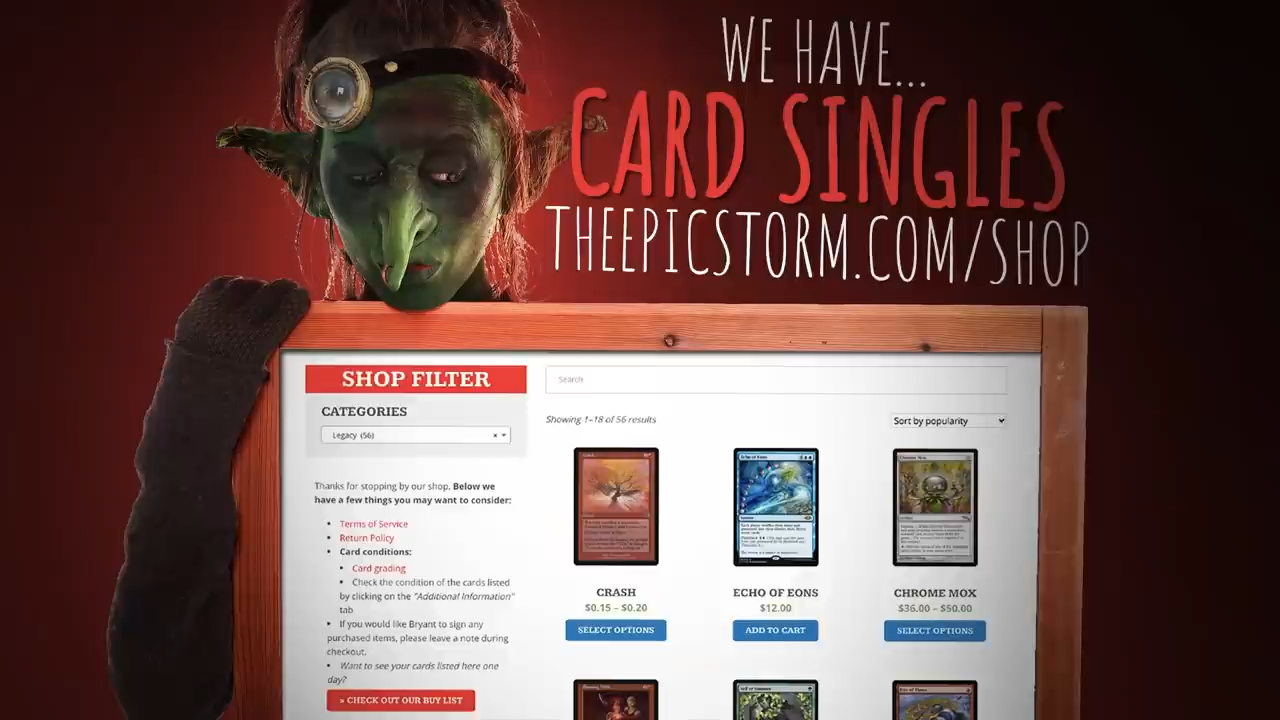 WE HAVE...
CARD SINGLES
THEEPICSTORM.COM/SHOP
SHOP FILTER
CATEGORIES
Legacy (56)
Thanks for stopping by our shop. Below we
have a few things you may want to consider:
• Terms of Service
• Return Policy
• Card conditions:
• Card grading
• Check the condition of the cards listed
by clicking on the "Additional Information"
tab
• If you would like Bryant to sign any
purchased items, please leave a note during
checkout.
• Want to see your cards listed here one
day?
» CHECK OUT OUR BUY LIST
Search
Showing 1–18 of 56 results
Sort by popularity
CRASH
$0.15 – $0.20
SELECT OPTIONS
Echo of Eons
ECHO OF EONS
$12.00
ADD TO CART
Chrome Mox
CHROME MOX
$36.00 – $50.00
SELECT OPTIONS